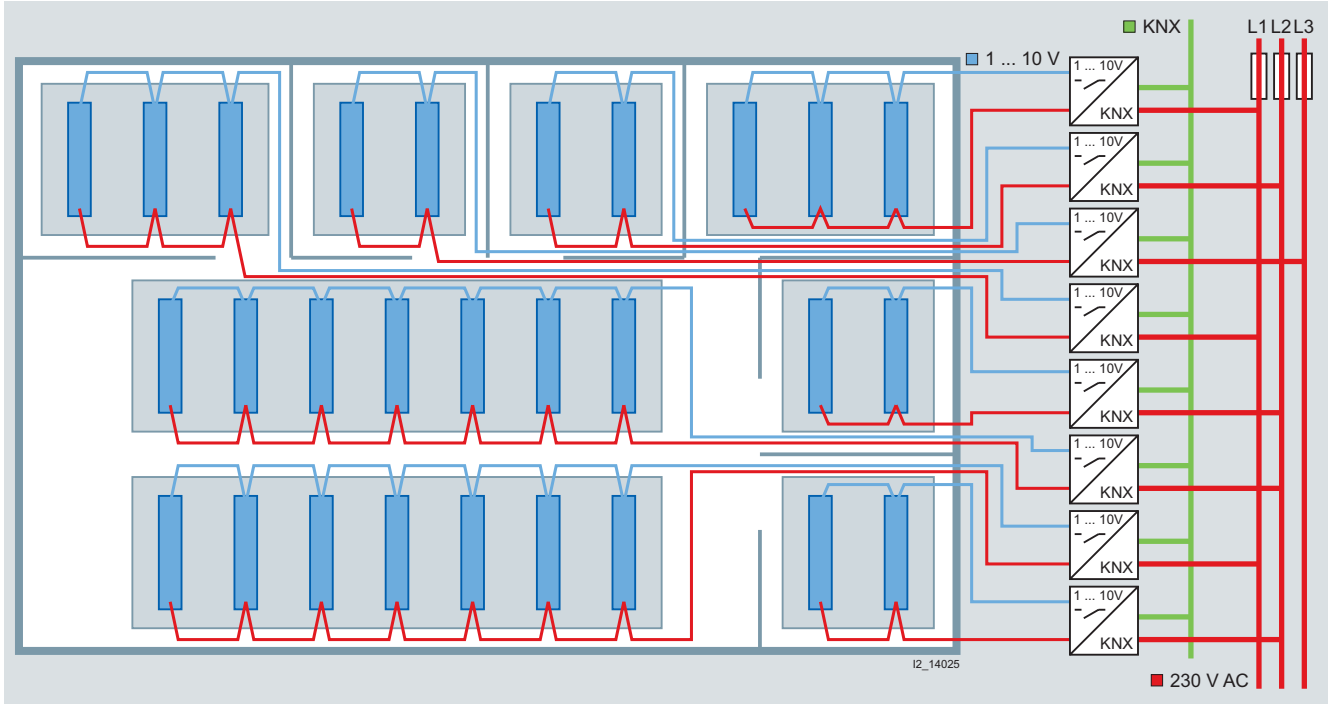 KNX
L1 L2 L3
1 ... 10 V
1 ... 10V
KNX
1 ... 10V
KNX
1 ... 10V
KNX
1 ... 10V
KNX
1 ... 10V
KNX
1 ... 10V
KNX
1 ... 10V
KNX
1 ... 10V
KNX
I2_14025
230 V AC